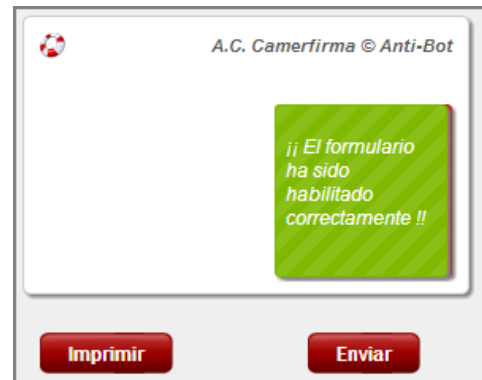 A.C. Camerfirma © Anti-Bot
¡¡ El formulario
ha sido
habilitado
correctamente !!
Imprimir
Enviar